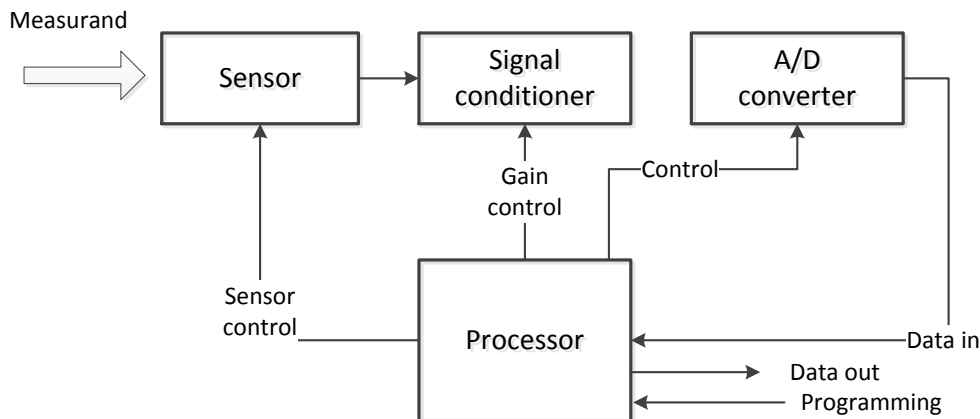 Measurand
Sensor
Signal
conditioner
A/D
converter
Gain
control
Control
Sensor
control
Processor
Data in
Data out
Programming